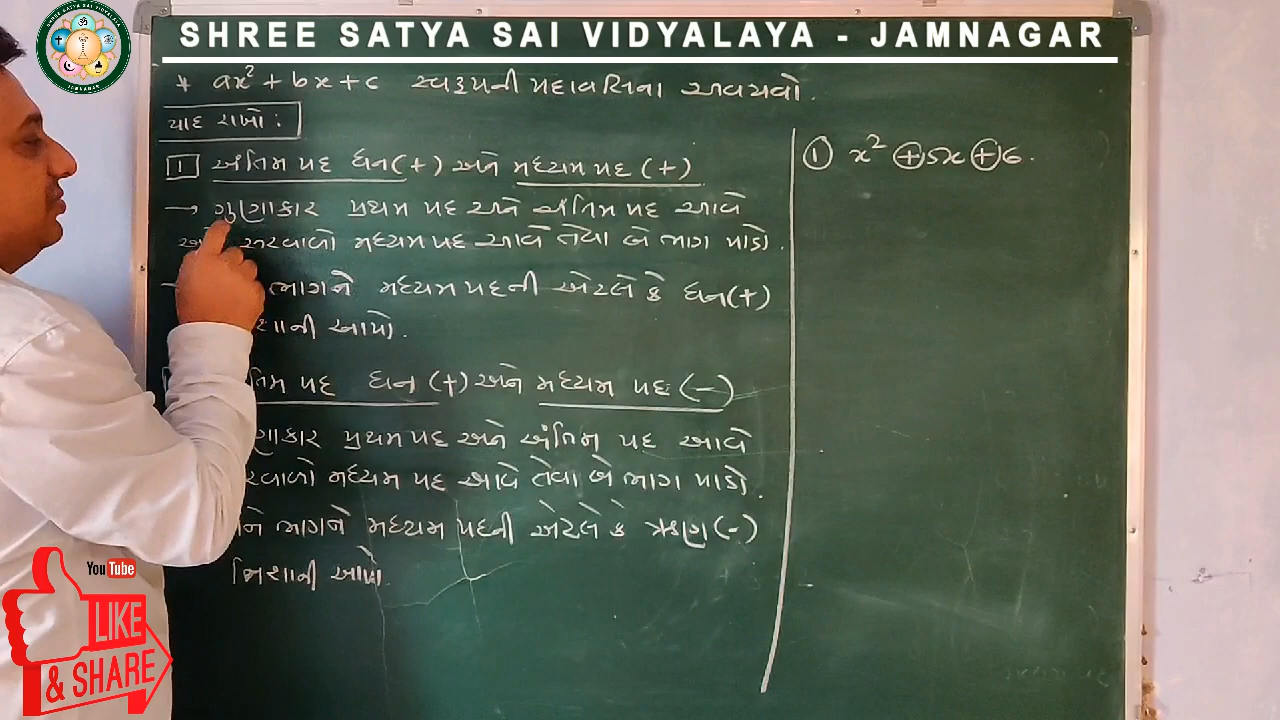 SHREE SATYA SAI VIDYALAYA - JAMNAGAR
* ax² + bx + c સ્વરૂપની પદાવલિના અવયવો.
યાદ રાખો :
1 અંતિમ પદ ધન(+) અને મધ્યમ પદ (+)
→ ગુણાકાર પ્રથમ પદ અને અંતિમ પદ આવે
સરવાળો મધ્યમ પદ આવે તેવા બે ભાગ પાડો.
ભાગને મધ્યમ પદની એટલે કે ધન(+)
શાની આપો.
તિમ પદ ધન (+) અને મધ્યમ પદ (-)
ણાકાર પ્રથમ પદ અને અંતિમ પદ આવે
રવાળો મધ્યમ પદ આવે તેવા બે ભાગ પાડો.
ને ભાગને મધ્યમ પદની એટલે કે ઋણ (-)
નિશાની આપો.
1 x² + 5x + 6.
YouTube
LIKE
& SHARE